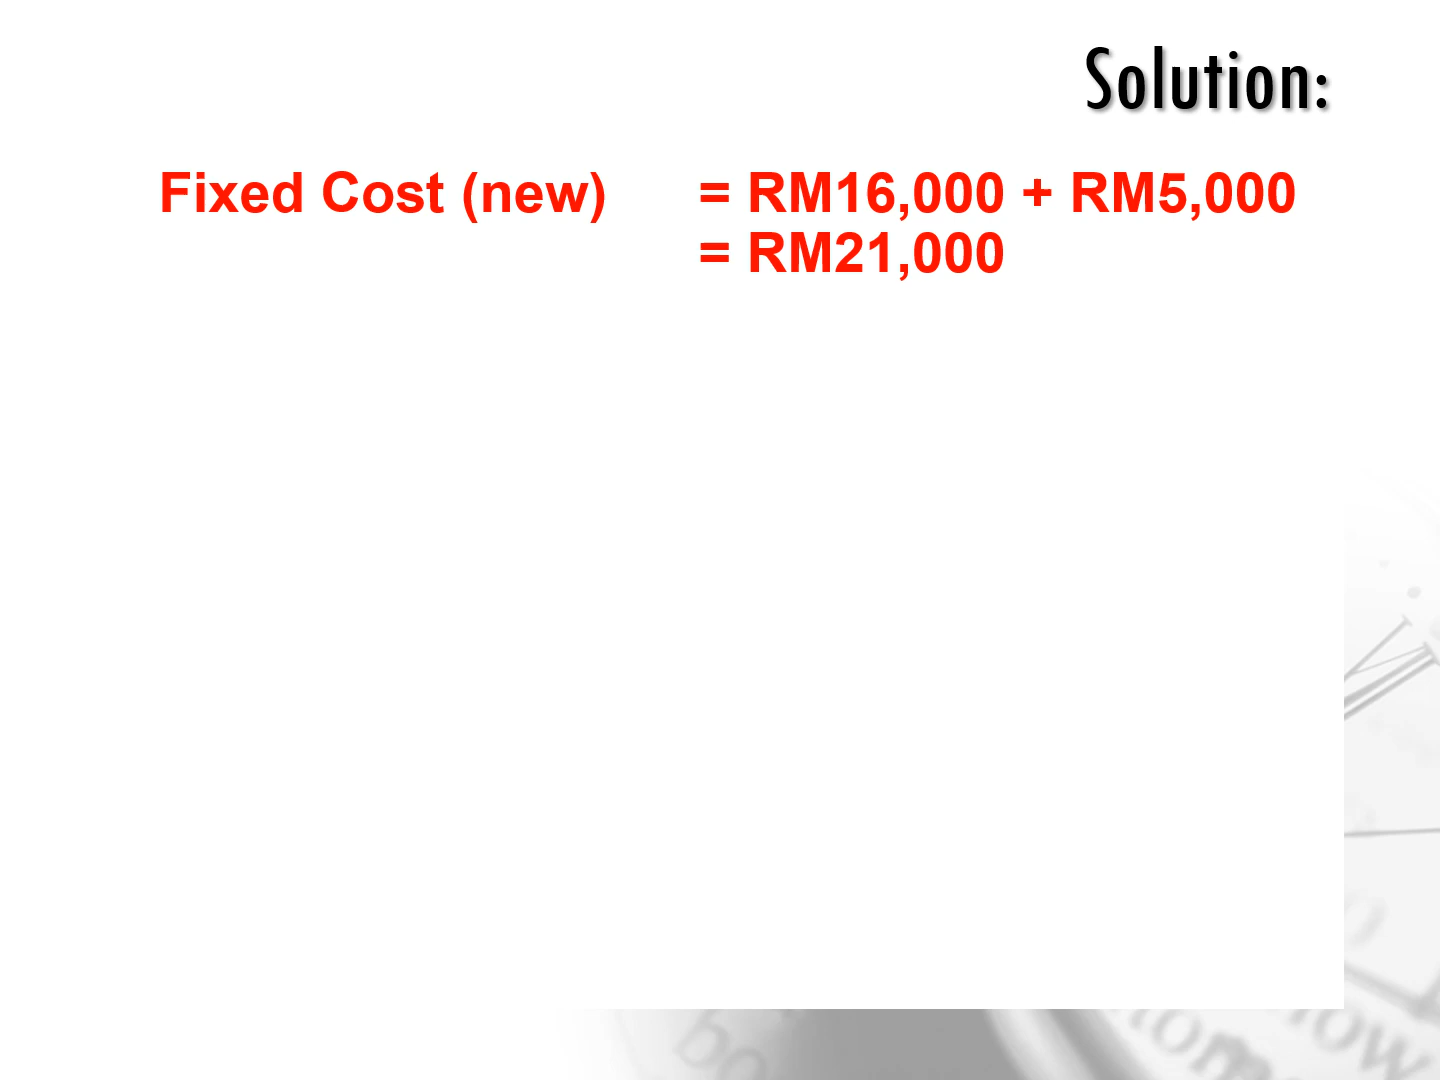 Solution:
Fixed Cost (new) = RM16,000 + RM5,000
= RM21,000